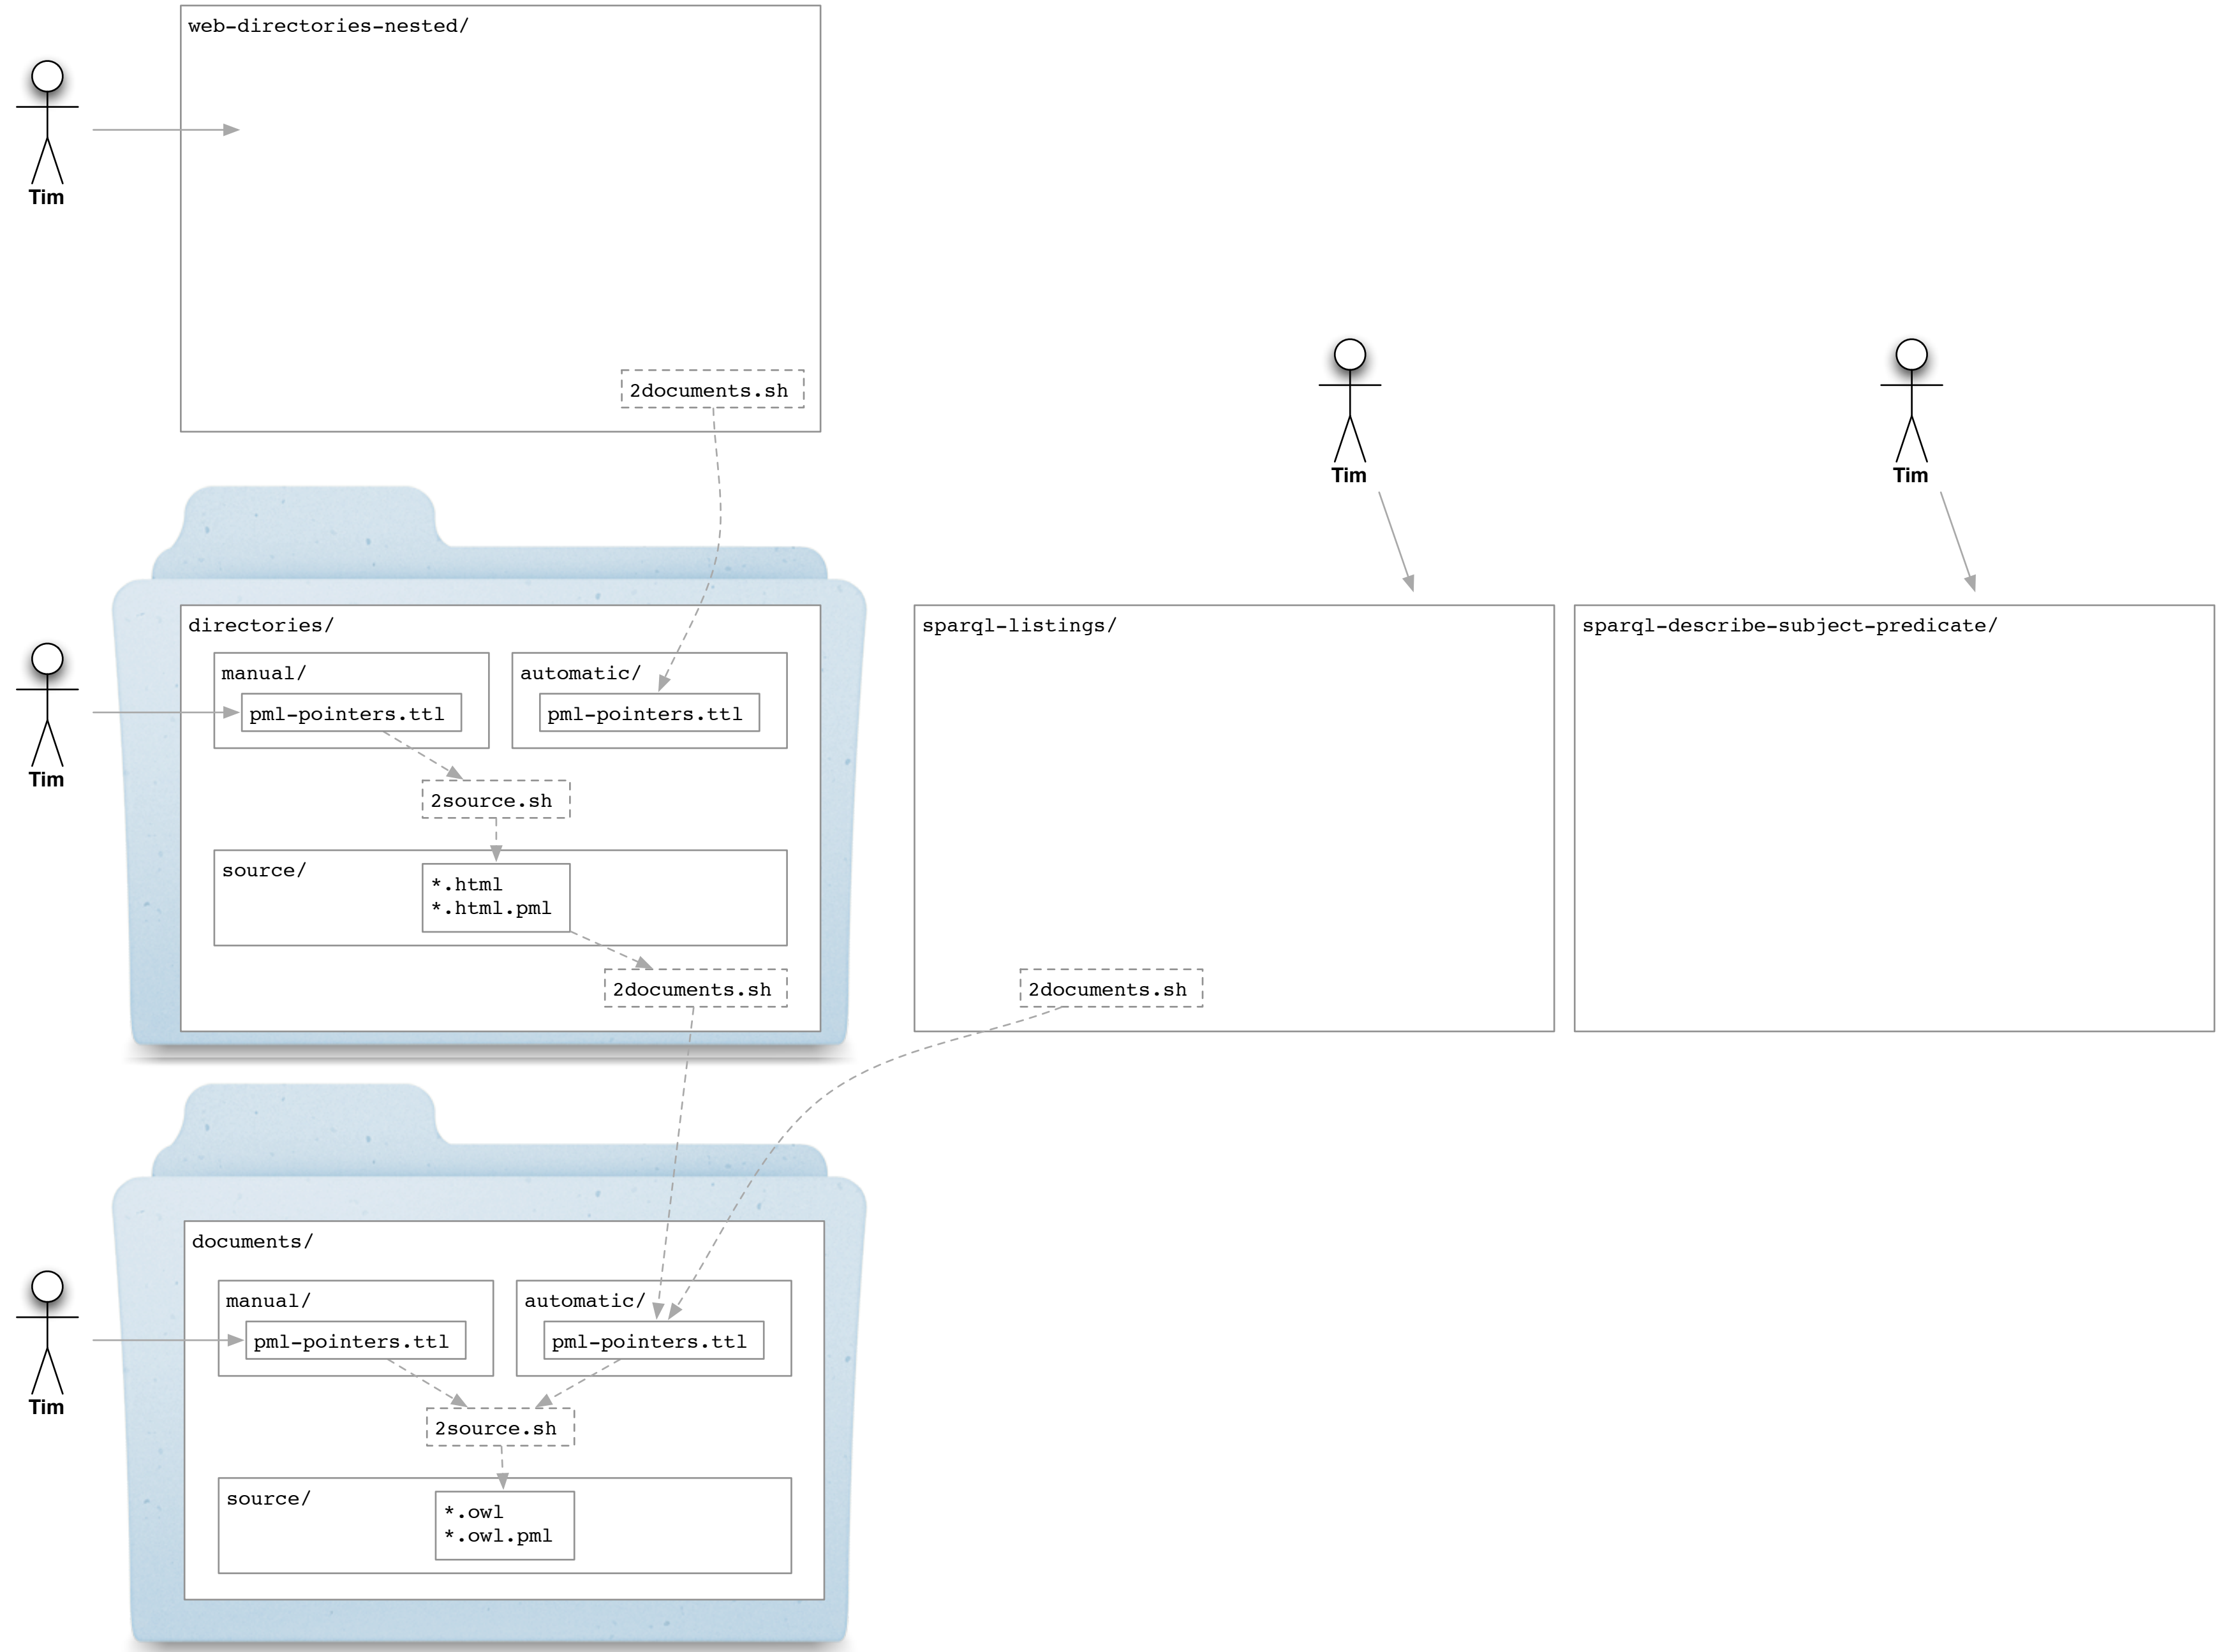 web-directories-nested/
Tim
2documents.sh
Tim
Tim
directories/
manual/
automatic/
pml-pointers.ttl
pml-pointers.ttl
Tim
2source.sh
source/
*.html
*.html.pml
2documents.sh
sparql-listings/
2documents.sh
sparql-describe-subject-predicate/
documents/
manual/
automatic/
pml-pointers.ttl
pml-pointers.ttl
Tim
2source.sh
source/
*.owl
*.owl.pml